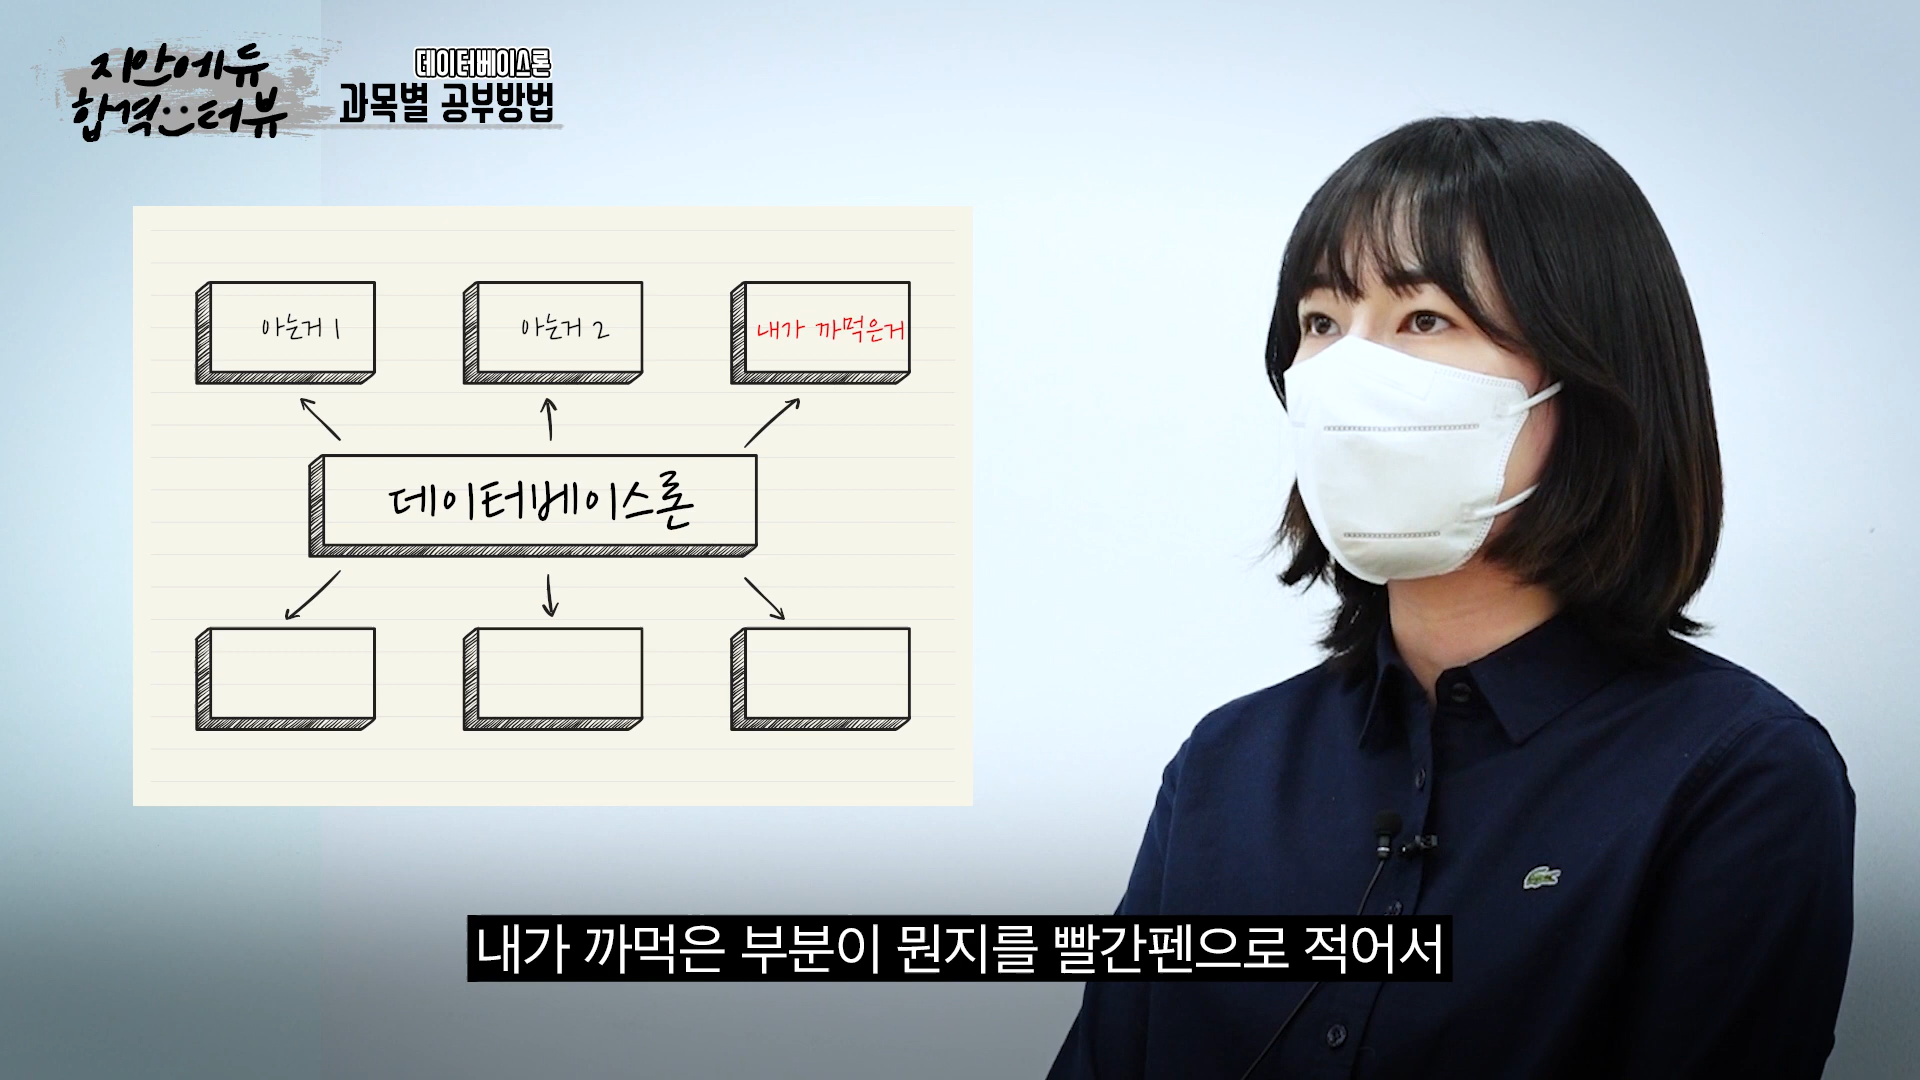 지안에듀
합격인터뷰
데이터베이스론
과목별 공부방법
아는거 1
아는거 2
내가 까먹은거
데이터베이스론
내가 까먹은 부분이 뭔지를 빨간펜으로 적어서